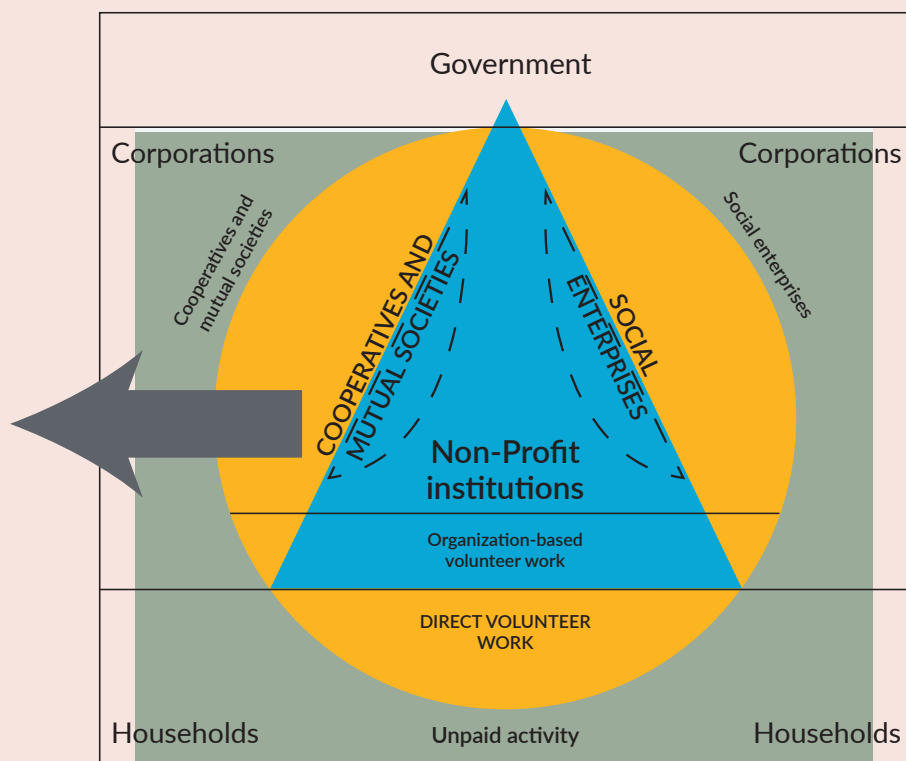 Government
Corporations
Corporations
Cooperatives and
mutual societies
Social enterprises
COOPERATIVES AND
MUTUAL SOCIETIES
SOCIAL
ENTERPRISES
Non-Profit
institutions
Organization-based
volunteer work
DIRECT VOLUNTEER
WORK
Households
Unpaid activity
Households